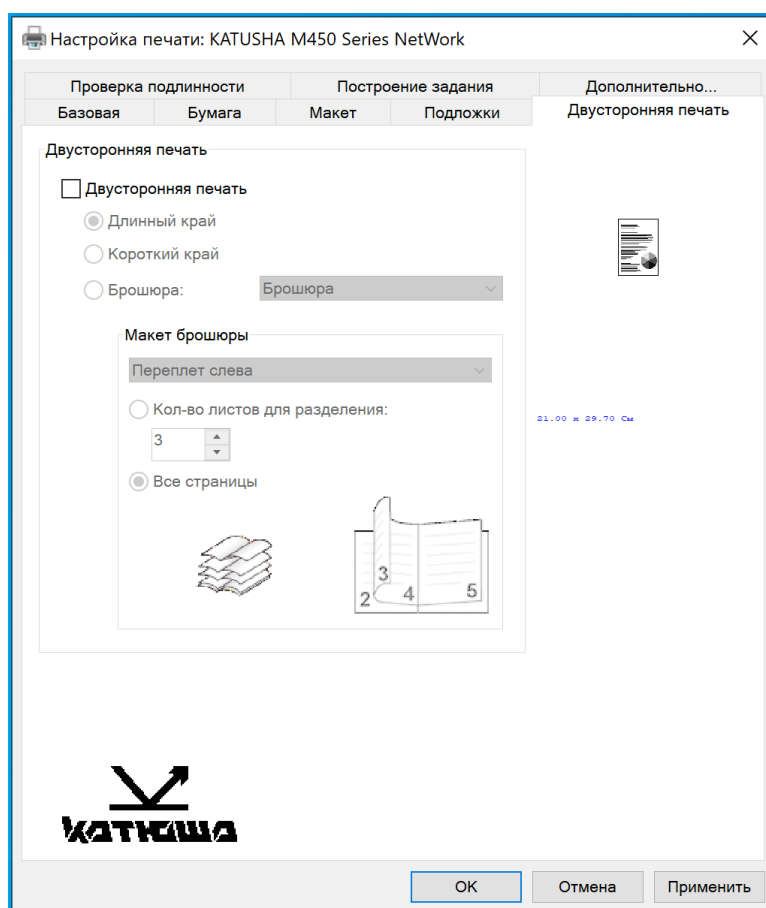 Настройка печати: KATUSHA M450 Series NetWork
Проверка подлинности Построение задания Дополнительно...
Базовая Бумага Макет Подложки Двусторонняя печать
Двусторонняя печать
Двусторонняя печать
Длинный край
Короткий край
Брошюра: Брошюра
Макет брошюры
Переплет слева
Кол-во листов для разделения:
3
21.00 x 29.70 См
Все страницы
2 3 4 5
катюша
OK Отмена Применить